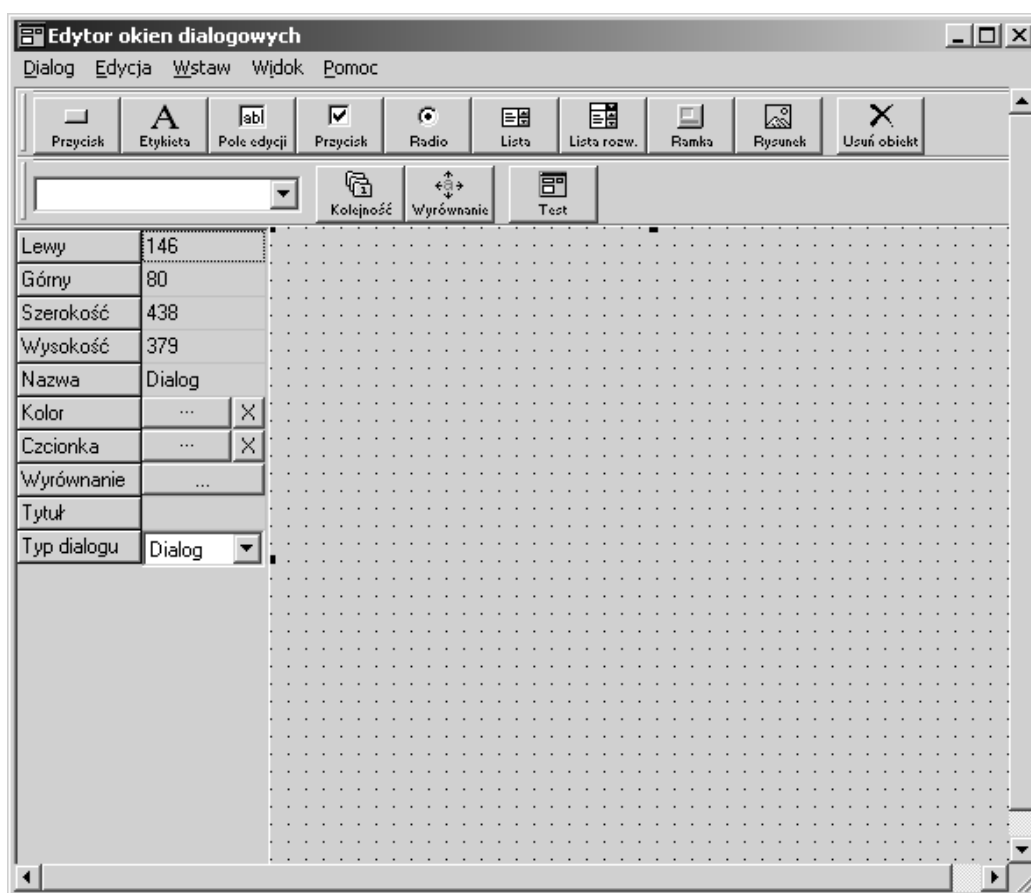 Edytor okien dialogowych
Dialog Edycja Wstaw Widok Pomoc
Przycisk Etykieta Pole edycji Przycisk Radio Lista Lista rozw. Ramka Rysunek Usuń obiekt
Kolejność Wyrównanie Test
Lewy 146
Górny 80
Szerokość 438
Wysokość 379
Nazwa Dialog
Kolor ... X
Czcionka ... X
Wyrównanie ...
Tytuł
Typ dialogu Dialog